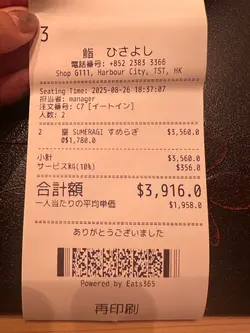 3
鮨 ひさよし
電話番号: +852 2383 3366
Shop G111, Harbour City, TST, HK
Seating Time: 2025-08-26 18:37:07
担当者: manager
注文番号: C7 [イートイン]
人数: 2
2 皇 SUMERAGI すめらぎ $3,560.0
@$1,780.0
小計 $3,560.0
サービス料(10%) $356.0
合計額 $3,916.0
一人当たりの平均単価 $1,958.0
ありがとうございました
Powered by Eats365
再印刷